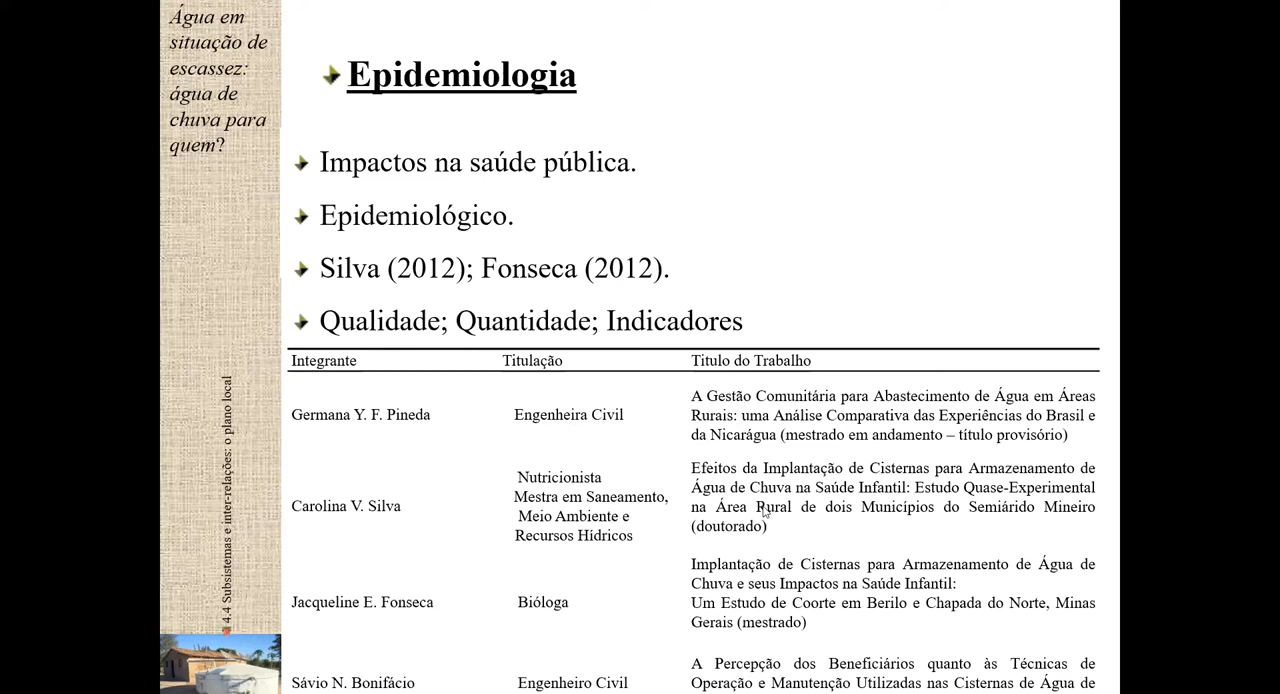 Água em
situação de
escassez:
água de
chuva para
quem?
4.4 Subsistemas e inter-relações: o plano local
Epidemiologia
Impactos na saúde pública.
Epidemiológico.
Silva (2012); Fonseca (2012).
Qualidade; Quantidade; Indicadores
Integrante Titulação Titulo do Trabalho
Germana Y. F. Pineda Engenheira Civil
A Gestão Comunitária para Abastecimento de Água em Áreas
Rurais: uma Análise Comparativa das Experiências do Brasil e
da Nicarágua (mestrado em andamento – título provisório)
Carolina V. Silva
Nutricionista
Mestra em Saneamento,
Meio Ambiente e
Recursos Hídricos
Efeitos da Implantação de Cisternas para Armazenamento de
Água de Chuva na Saúde Infantil: Estudo Quase-Experimental
na Área Rural de dois Municípios do Semiárido Mineiro
(doutorado)
Jacqueline E. Fonseca Bióloga
Implantação de Cisternas para Armazenamento de Água de
Chuva e seus Impactos na Saúde Infantil:
Um Estudo de Coorte em Berilo e Chapada do Norte, Minas
Gerais (mestrado)
Sávio N. Bonifácio Engenheiro Civil
A Percepção dos Beneficiários quanto às Técnicas de
Operação e Manutenção Utilizadas nas Cisternas de Água de